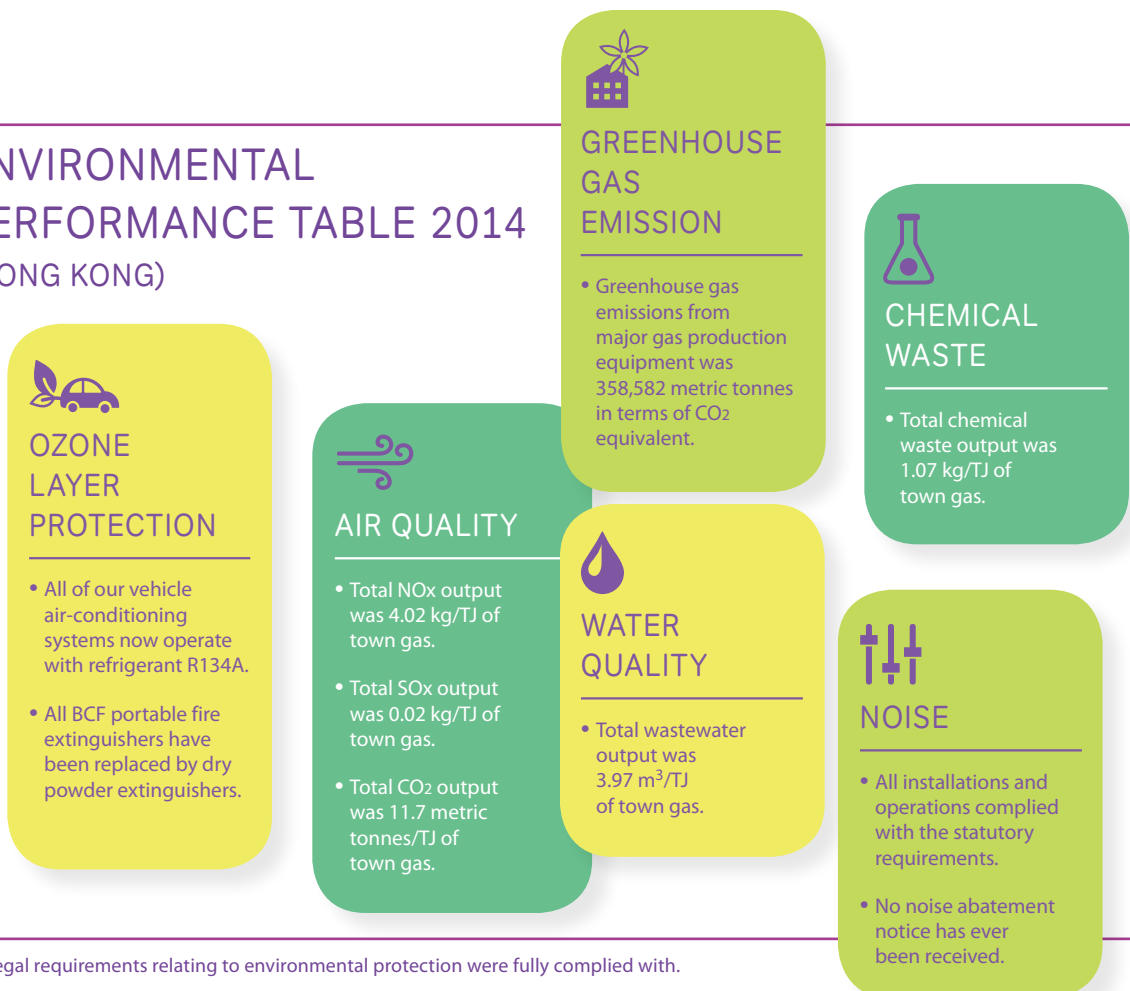 NVIRONMENTAL
ERFORMANCE TABLE 2014
ONG KONG)
OZONE
LAYER
PROTECTION
• All of our vehicle
air-conditioning
systems now operate
with refrigerant R134A.
• All BCF portable fire
extinguishers have
been replaced by dry
powder extinguishers.
AIR QUALITY
• Total NOx output
was 4.02 kg/TJ of
town gas.
• Total SOx output
was 0.02 kg/TJ of
town gas.
• Total CO2 output
was 11.7 metric
tonnes/TJ of
town gas.
GREENHOUSE
GAS
EMISSION
• Greenhouse gas
emissions from
major gas production
equipment was
358,582 metric tonnes
in terms of CO2
equivalent.
WATER
QUALITY
• Total wastewater
output was
3.97 m³/TJ
of town gas.
CHEMICAL
WASTE
• Total chemical
waste output was
1.07 kg/TJ of
town gas.
NOISE
• All installations and
operations complied
with the statutory
requirements.
• No noise abatement
notice has ever
been received.
egal requirements relating to environmental protection were fully complied with.